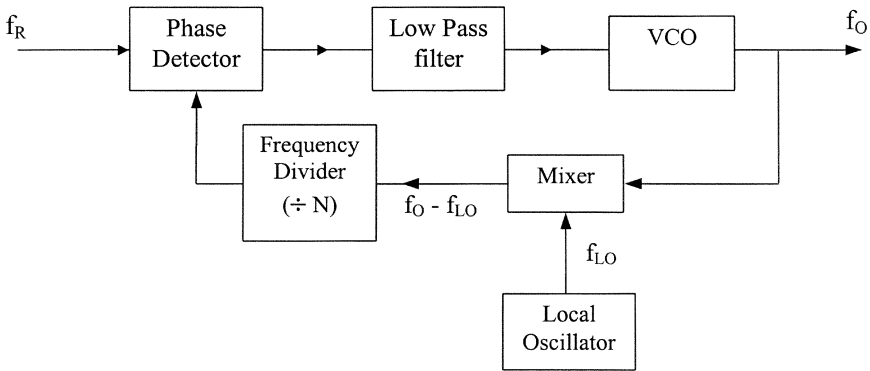 f_R
Phase
Detector
Low Pass
filter
VCO
f_O
Frequency
Divider
(÷ N)
f_O - f_LO
Mixer
f_LO
Local
Oscillator